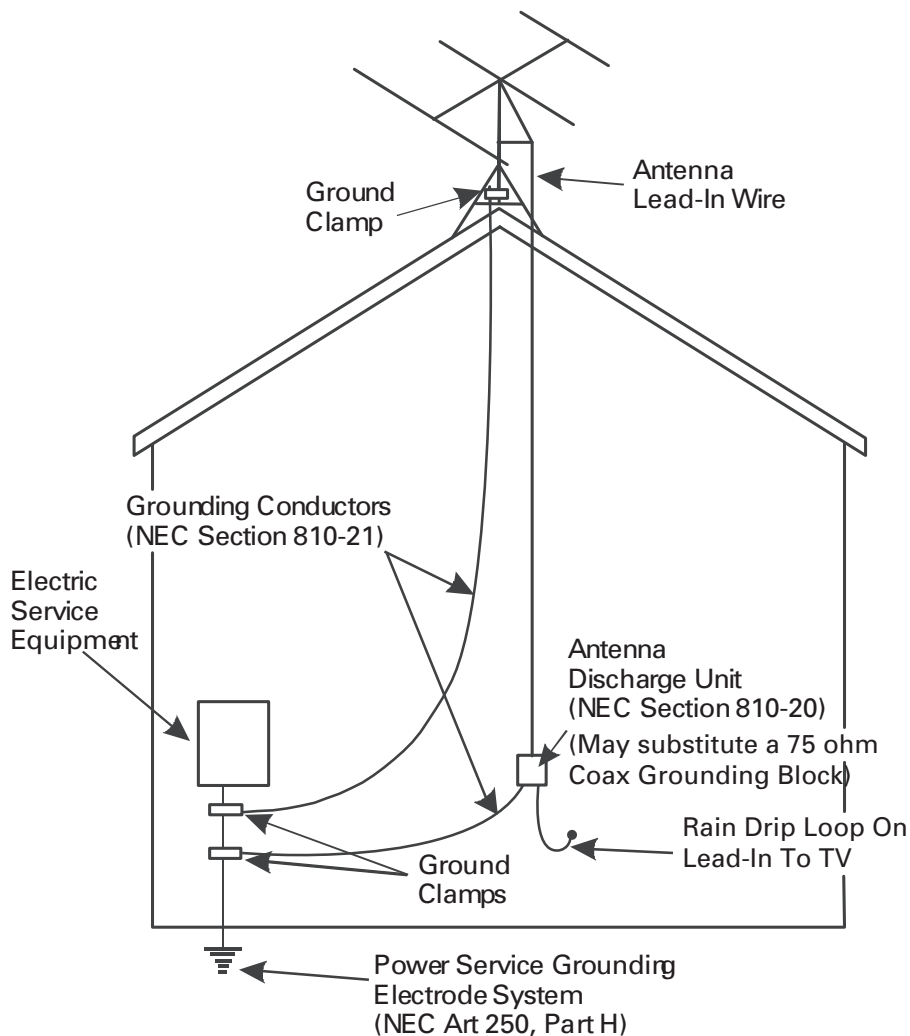 Ground
Clamp
Antenna
Lead-In Wire
Grounding Conductors
(NEC Section 810-21)
Electric
Service
Equipment
Antenna
Discharge Unit
(NEC Section 810-20)
(May substitute a 75 ohm
Coax Grounding Block)
Rain Drip Loop On
Lead-In To TV
Ground
Clamps
Power Service Grounding
Electrode System
(NEC Art 250, Part H)